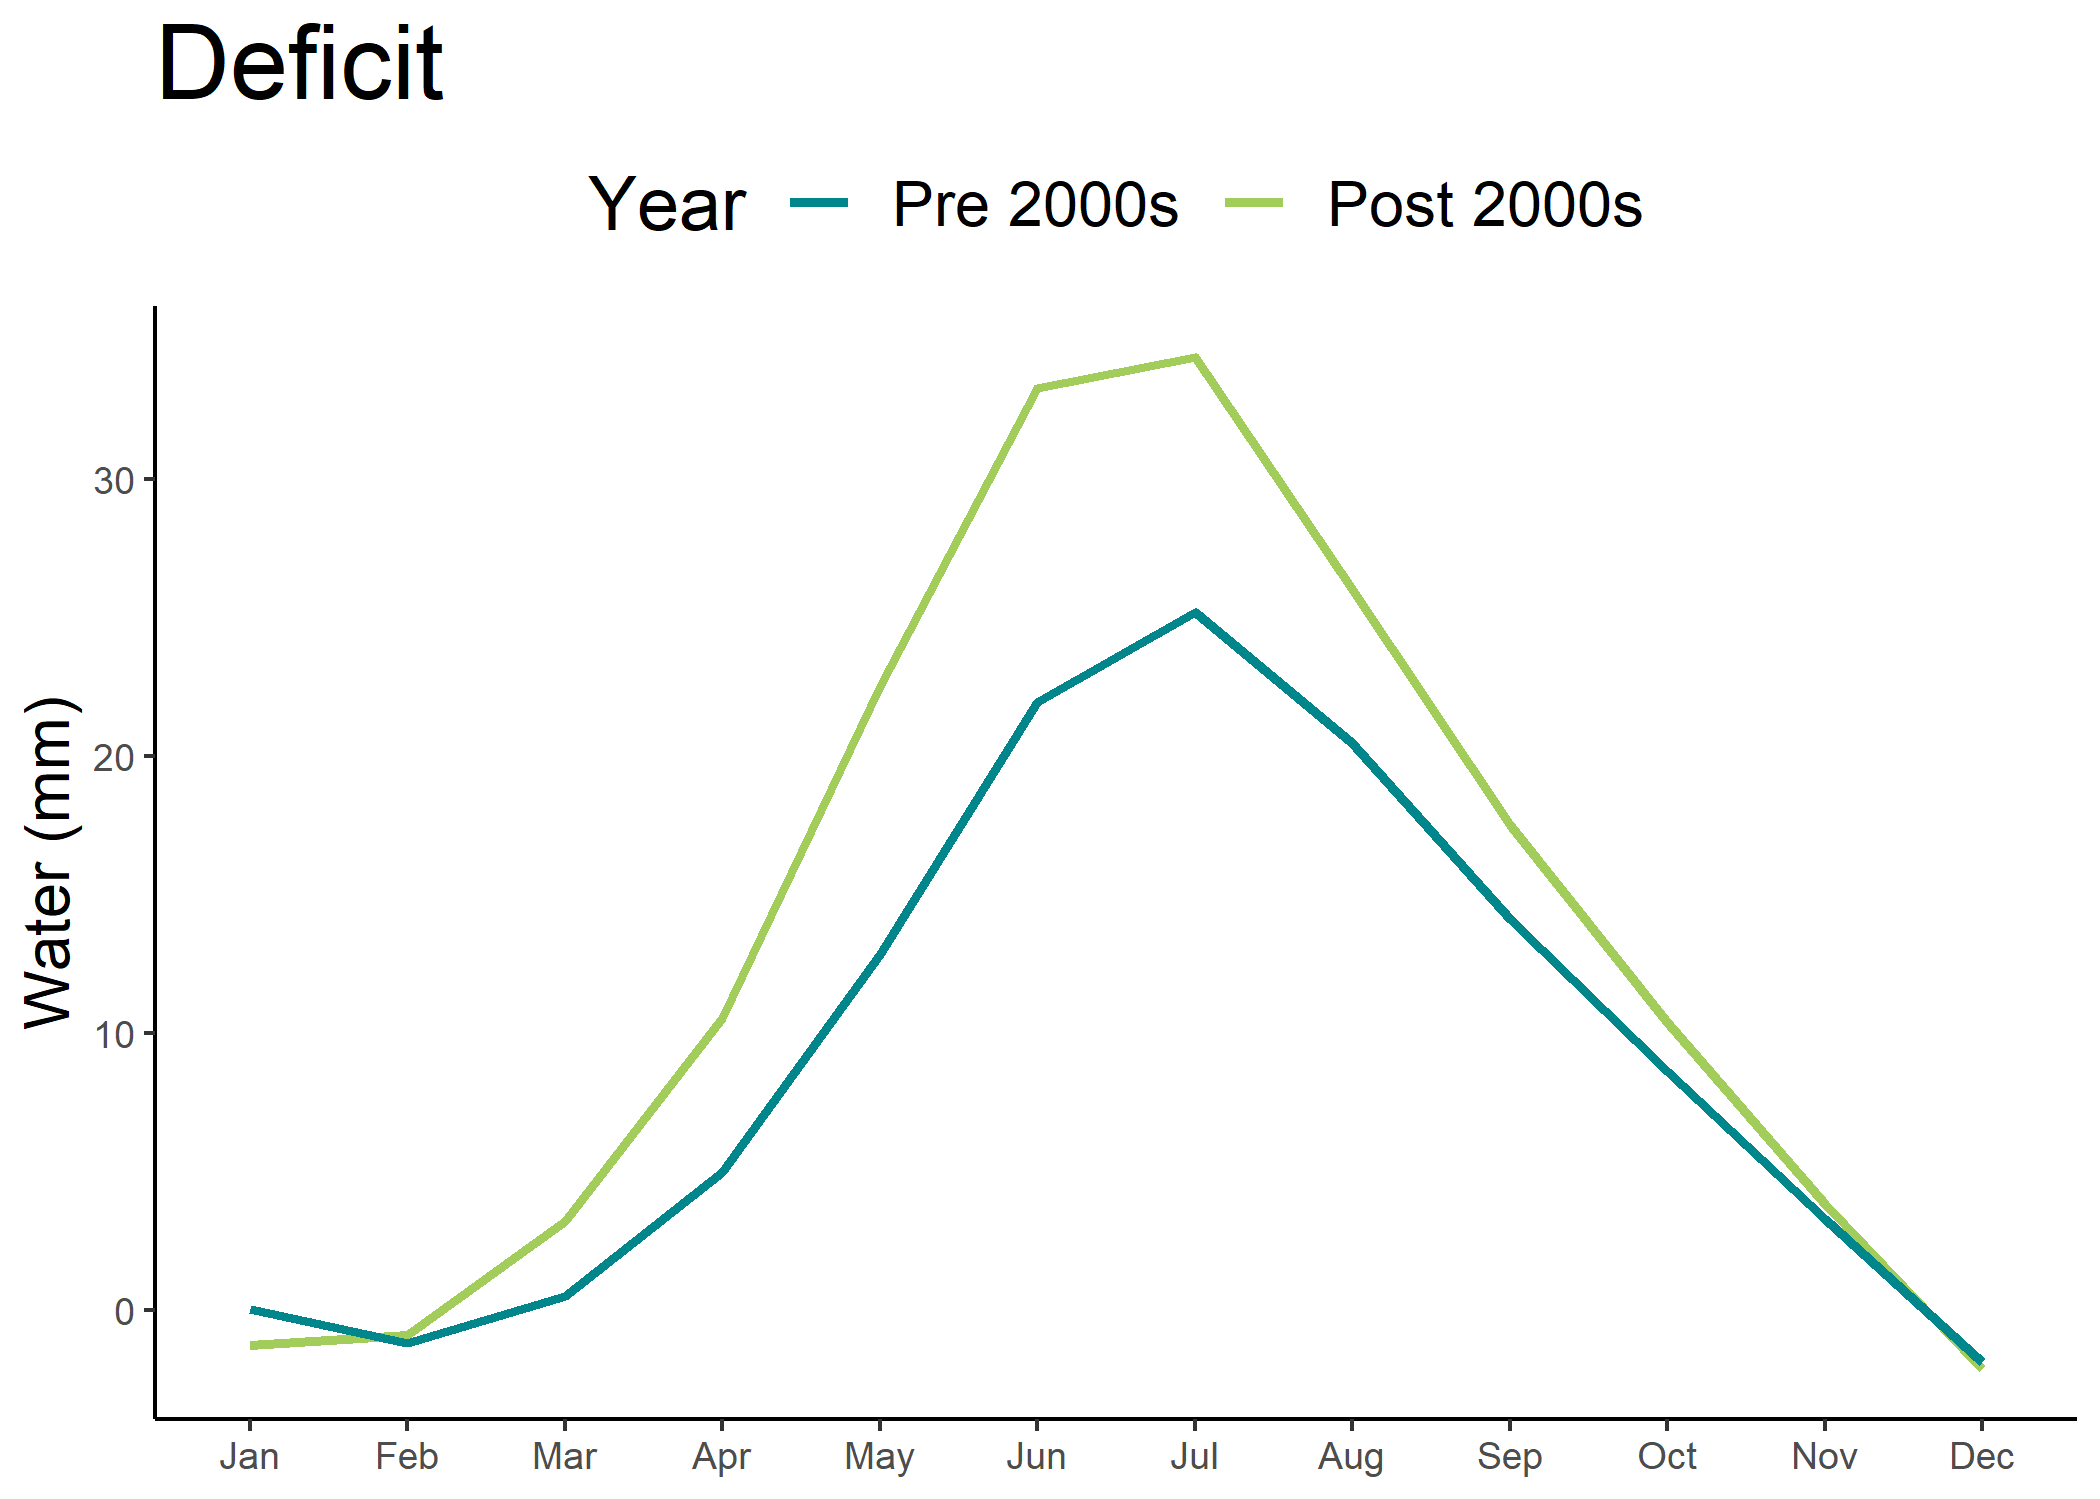 Deficit
Year Pre 2000s Post 2000s
Water (mm)
30
20
10
0
Jan Feb Mar Apr May Jun Jul Aug Sep Oct Nov Dec